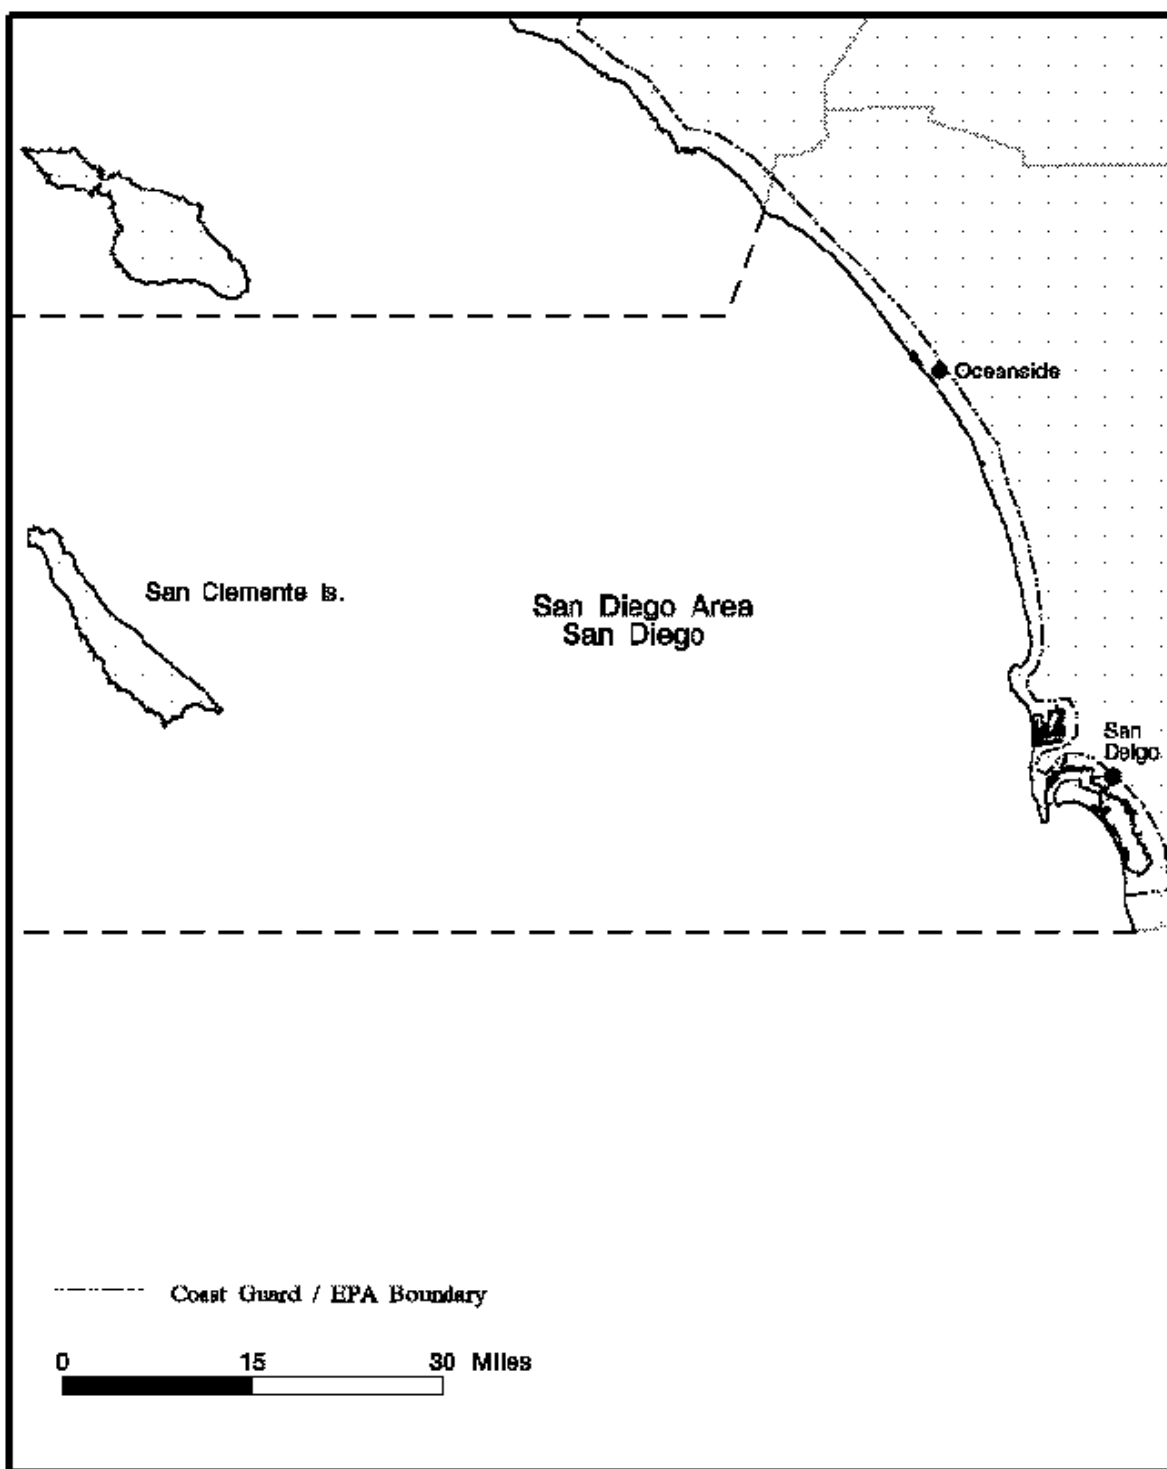 Oceanside
San Clemente Is.
San Diego Area
San Diego
San
Delgo
Coast Guard / EPA Boundary
0 15 30 Miles